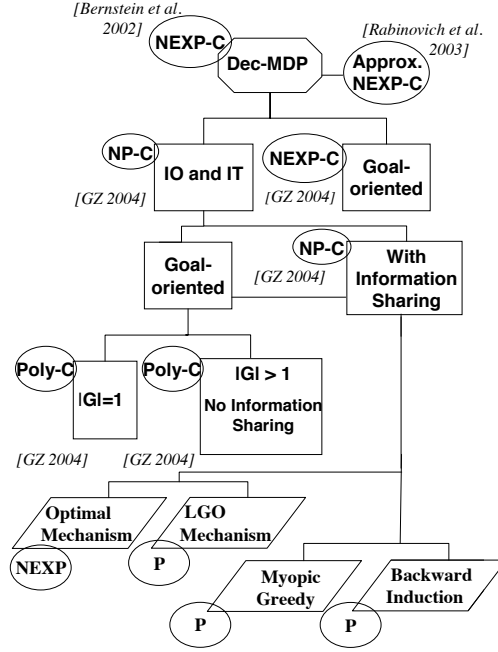 [Bernstein et al.
2002]
[Rabinovich et al.
2003]
NEXP-C
Dec-MDP
Approx.
NEXP-C
NP-C
IO and IT
NEXP-C
Goal-
oriented
[GZ 2004]
[GZ 2004]
Goal-
oriented
NP-C
[GZ 2004]
With
Information
Sharing
Poly-C
|G|=1
Poly-C
|G| > 1
No Information
Sharing
[GZ 2004]
[GZ 2004]
Optimal
Mechanism
NEXP
LGO
Mechanism
P
Myopic
Greedy
P
Backward
Induction
P